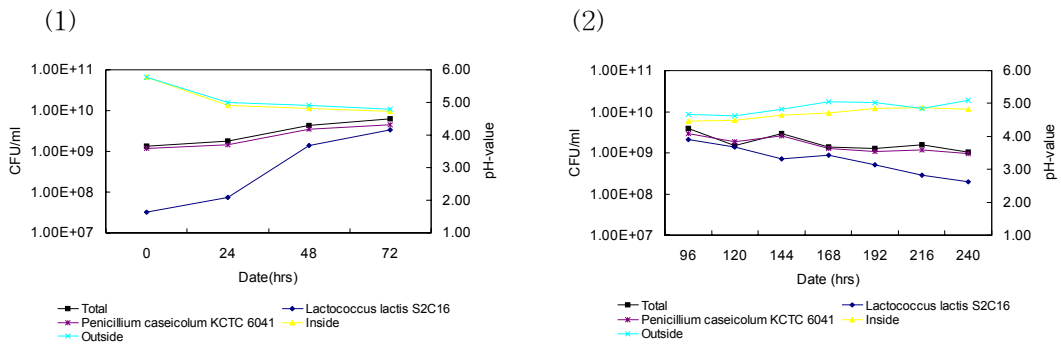 (1)
(2)
1.00E+11
1.00E+10
1.00E+09
1.00E+08
1.00E+07
CFU/ml
6.00
5.00
4.00
3.00
2.00
1.00
pH-value
0 24 48 72
Date(hrs)
Total
Lactococcus lactis S2C16
Penicillium caseicolum KCTC 6041
Inside
Outside
1.00E+11
1.00E+10
1.00E+09
1.00E+08
1.00E+07
CFU/ml
6.00
5.00
4.00
3.00
2.00
1.00
pH-value
96 120 144 168 192 216 240
Date (hrs)
Total
Lactococcus lactis S2C16
Penicillium caseicolum KCTC 6041
Inside
Outside